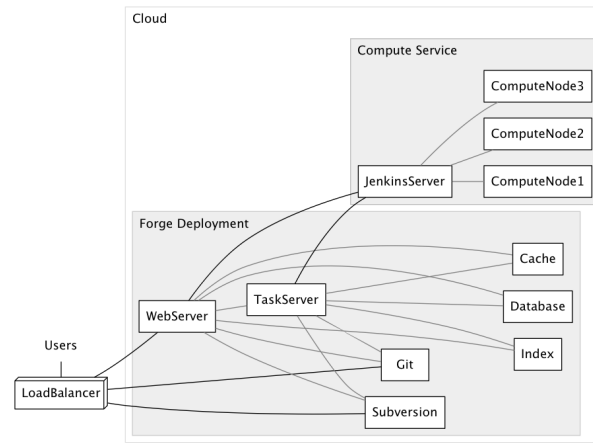 Cloud
Compute Service
ComputeNode3
ComputeNode2
JenkinsServer
ComputeNode1
Forge Deployment
Cache
TaskServer
Database
WebServer
Users
Index
Git
LoadBalancer
Subversion